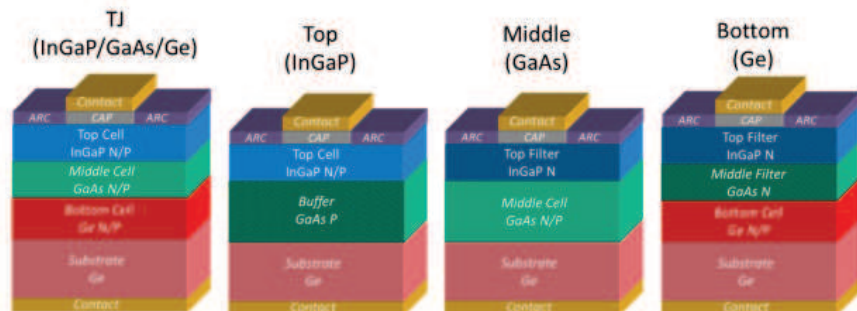 TJ
(InGaP/GaAs/Ge)
Contact
ARC CAP ARC
Top Cell
InGaP N/P
Middle Cell
GaAs N/P
Bottom Cell
Ge N/P
Substrate
Ge
Contact
Top
(InGaP)
Contact
ARC CAP ARC
Top Cell
InGaP N/P
Buffer
GaAs P
Substrate
Ge
Middle
(GaAs)
Contact
ARC CAP ARC
Top Filter
InGaP N
Middle Cell
GaAs N/P
Substrate
Ge
Contact
Bottom
(Ge)
Contact
ARC CAP ARC
Top Filter
InGaP N
Middle Filter
GaAs N
Bottom Cell
Ge N/P
Substrate
Ge
Contact